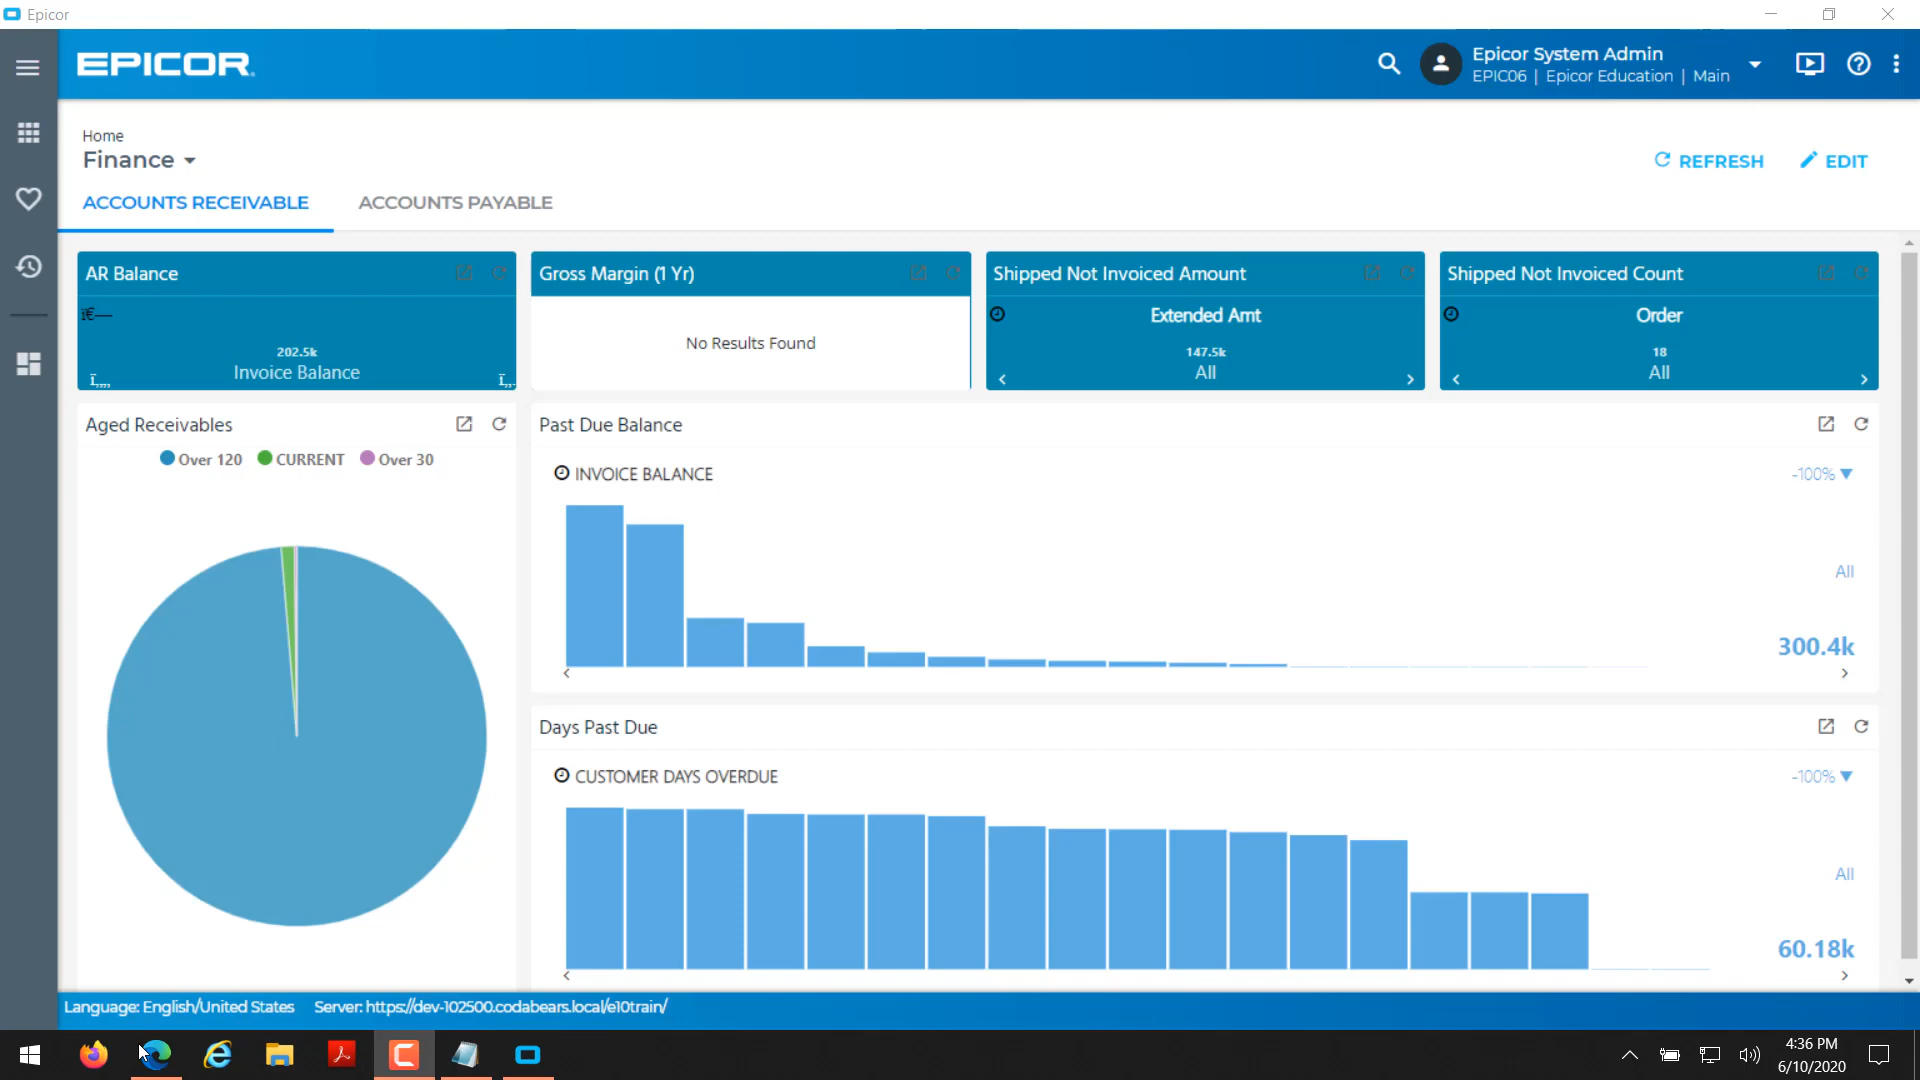 Epicor
EPICOR
Epicor System Admin
EPIC06 | Epicor Education | Main
Home
Finance
REFRESH
EDIT
ACCOUNTS RECEIVABLE
ACCOUNTS PAYABLE
AR Balance
ï€—
202.5k
Invoice Balance
ï„„
ï„.
Gross Margin (1 Yr)
No Results Found
Shipped Not Invoiced Amount
Extended Amt
147.5k
All
Shipped Not Invoiced Count
Order
18
All
Aged Receivables
Over 120
CURRENT
Over 30
Past Due Balance
INVOICE BALANCE
-100%
All
300.4k
Days Past Due
CUSTOMER DAYS OVERDUE
-100%
All
60.18k
Language: English/United States
Server: https://dev-102500.codabears.local/e10train/
4:36 PM
6/10/2020